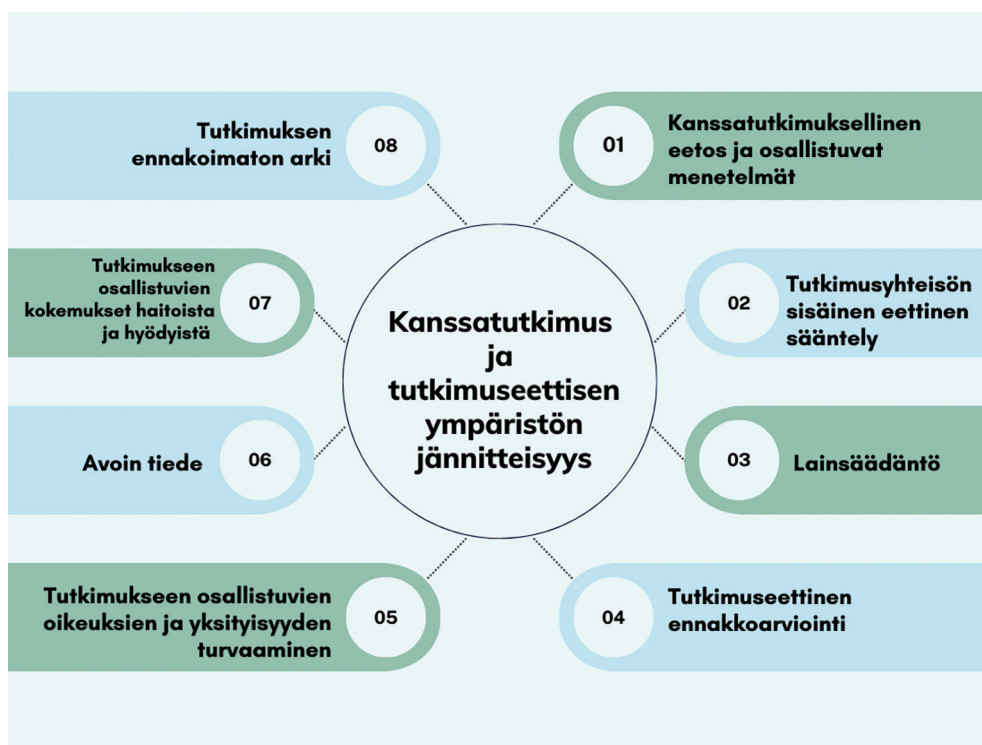 Kanssatutkimus
ja
tutkimuseettisen
ympäristön
jännitteisyys
01
Kanssatutkimuksellinen
eetos ja osallistuvat
menetelmät
02
Tutkimusyhteisön
sisäinen eettinen
sääntely
03
Lainsäädäntö
04
Tutkimuseettinen
ennakkoarviointi
05
Tutkimukseen osallistuvien
oikeuksien ja yksityisyyden
turvaaminen
06
Avoin tiede
07
Tutkimukseen
osallistuvien
kokemukset haitoista
ja hyödyistä
08
Tutkimuksen
ennakoimaton arki